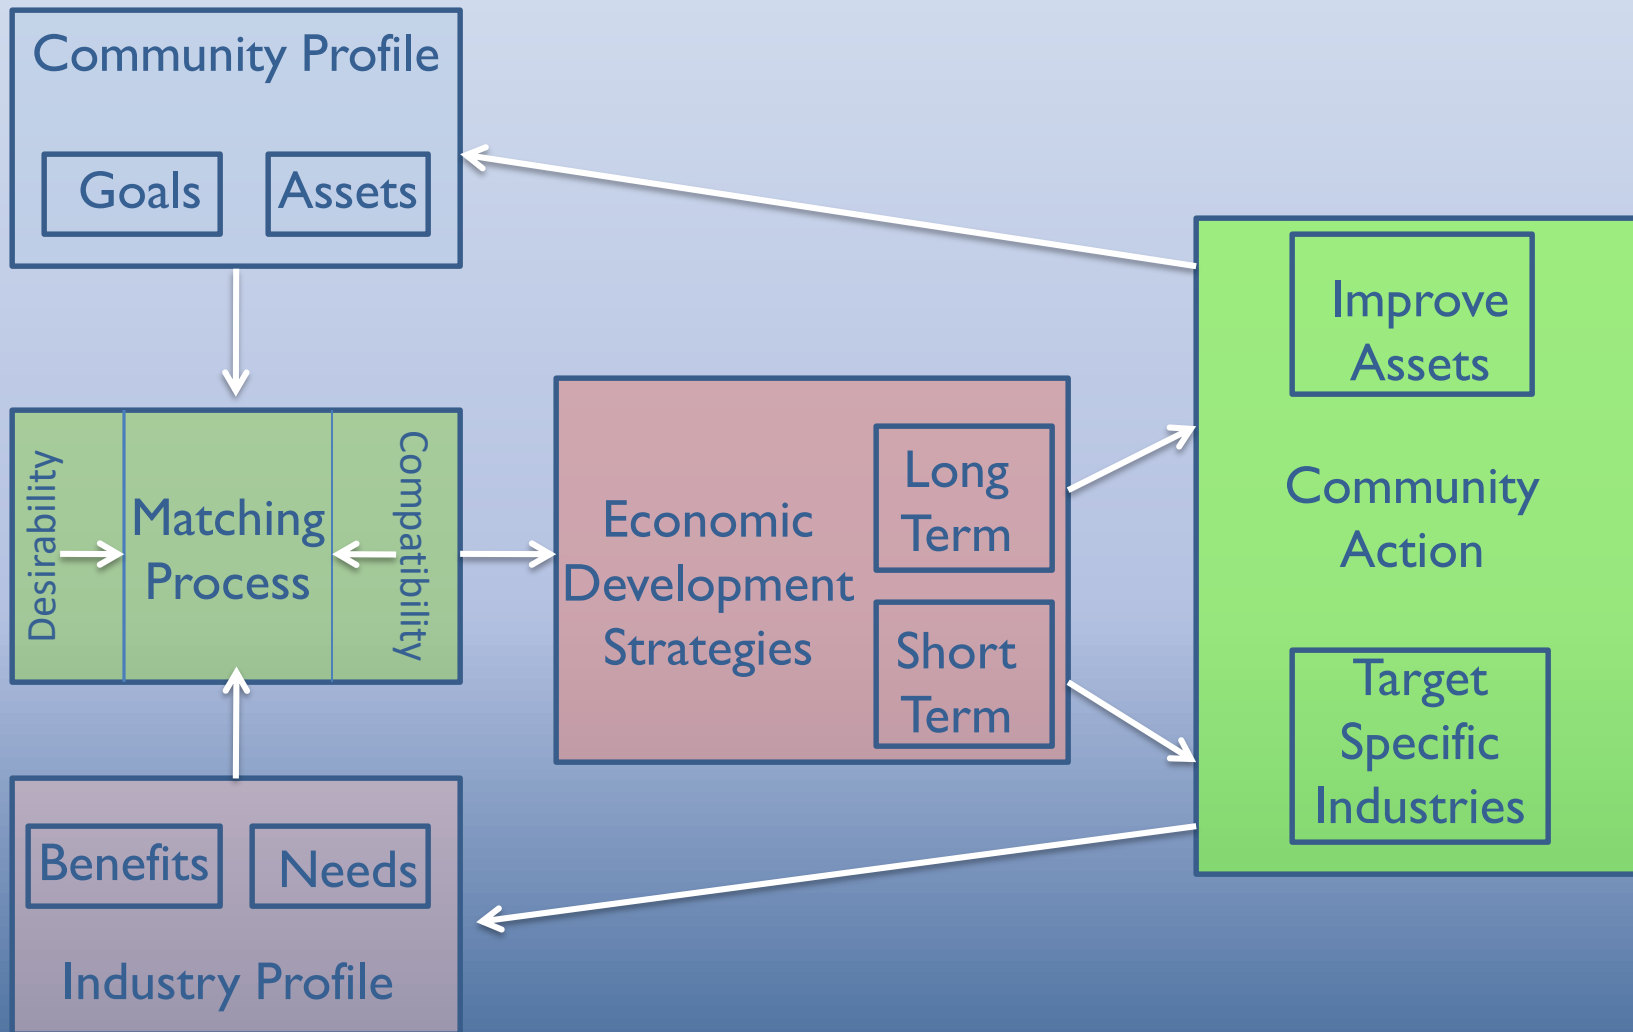 Community Profile
Goals
Assets
Desirability
Matching
Process
Compatibility
Benefits
Needs
Industry Profile
Economic
Development
Strategies
Long
Term
Short
Term
Improve
Assets
Community
Action
Target
Specific
Industries